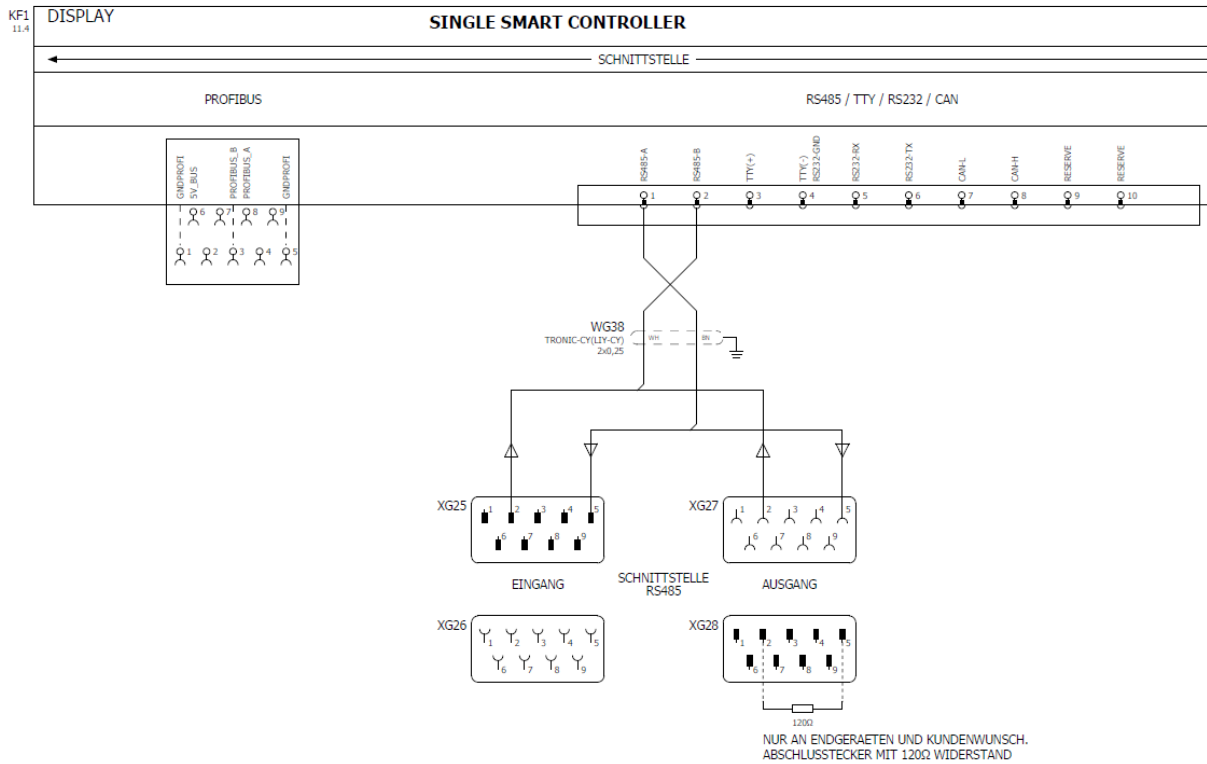 KF1
11.4
DISPLAY
SINGLE SMART CONTROLLER
SCHNITTSTELLE
PROFIBUS
RS485 / TTY / RS232 / CAN
GNDPROFI
5V_BUS
PROFIBUS_B
PROFIBUS_A
GNDPROFI
6 7 8 9
1 2 3 4 5
RS485-A
RS485-B
TTY(+)
TTY(-)
RS232-GND
RS232-RX
RS232-TX
CAN-L
CAN-H
RESERVE
RESERVE
1 2 3 4 5 6 7 8 9 10
WG38
TRONIC-CY(LIY-CY)
2x0,25
WH
BN
XG25
1 2 3 4 5
6 7 8 9
XG27
1 2 3 4 5
6 7 8 9
EINGANG
SCHNITTSTELLE
RS485
AUSGANG
XG26
1 2 3 4 5
6 7 8 9
XG28
1 2 3 4 5
6 7 8 9
120Ω
NUR AN ENDGERAETEN UND KUNDENWUNSCH.
ABSCHLUSSTECKER MIT 120Ω WIDERSTAND